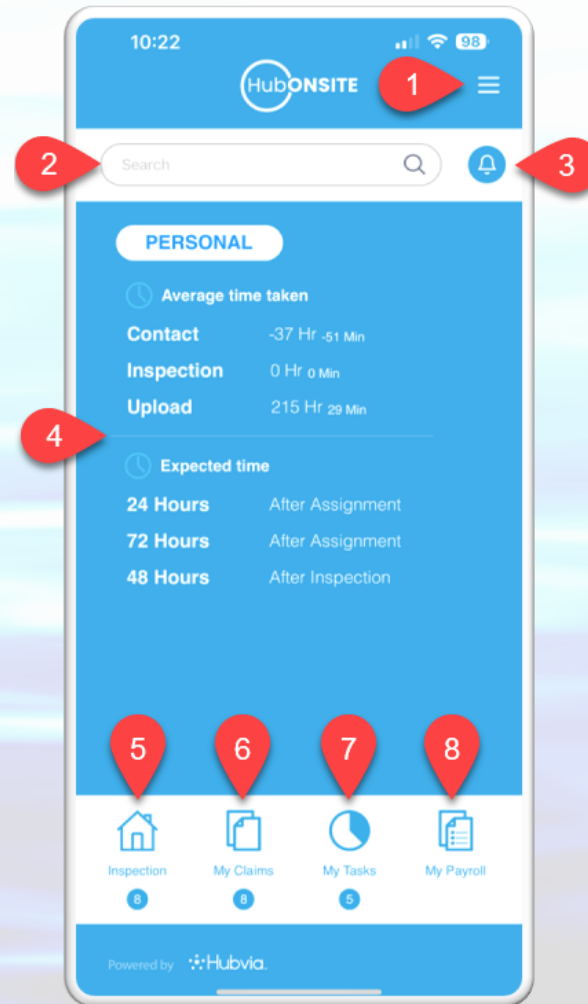 10:22 98
HubONSITE 1
2 Search 3
PERSONAL
Average time taken
Contact -37 Hr -51 Min
Inspection 0 Hr 0 Min
Upload 215 Hr 29 Min
4
Expected time
24 Hours After Assignment
72 Hours After Assignment
48 Hours After Inspection
5 6 7 8
Inspection My Claims My Tasks My Payroll
8 8 5
Powered by Hubvia.